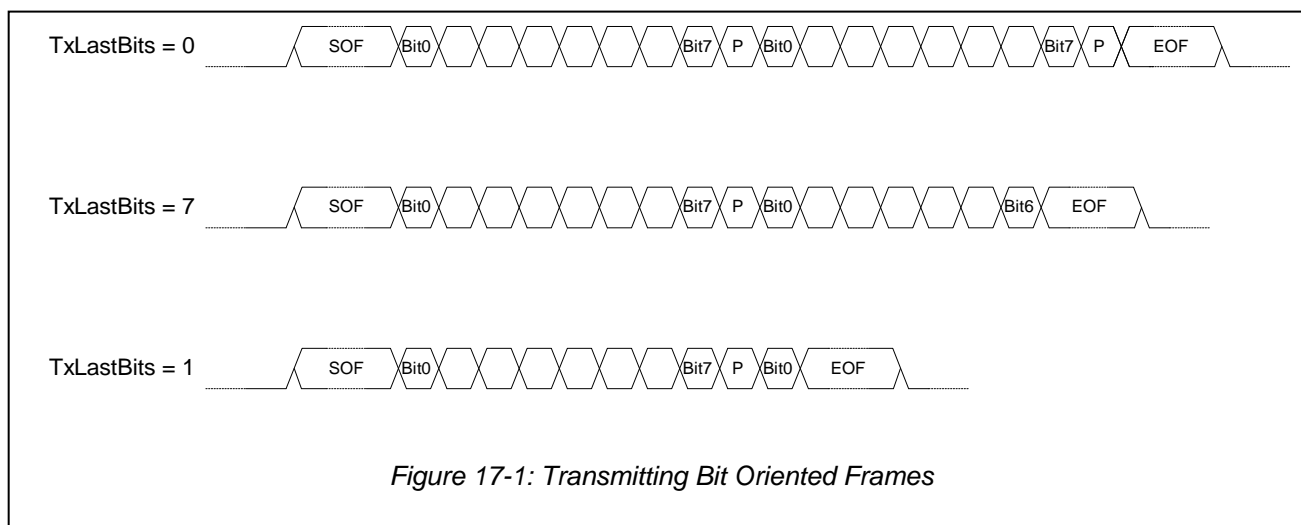 TxLastBits = 0 SOF Bit0 Bit7 P Bit0 Bit7 P EOF
TxLastBits = 7 SOF Bit0 Bit7 P Bit0 Bit6 EOF
TxLastBits = 1 SOF Bit0 Bit7 P Bit0 EOF
Figure 17-1: Transmitting Bit Oriented Frames